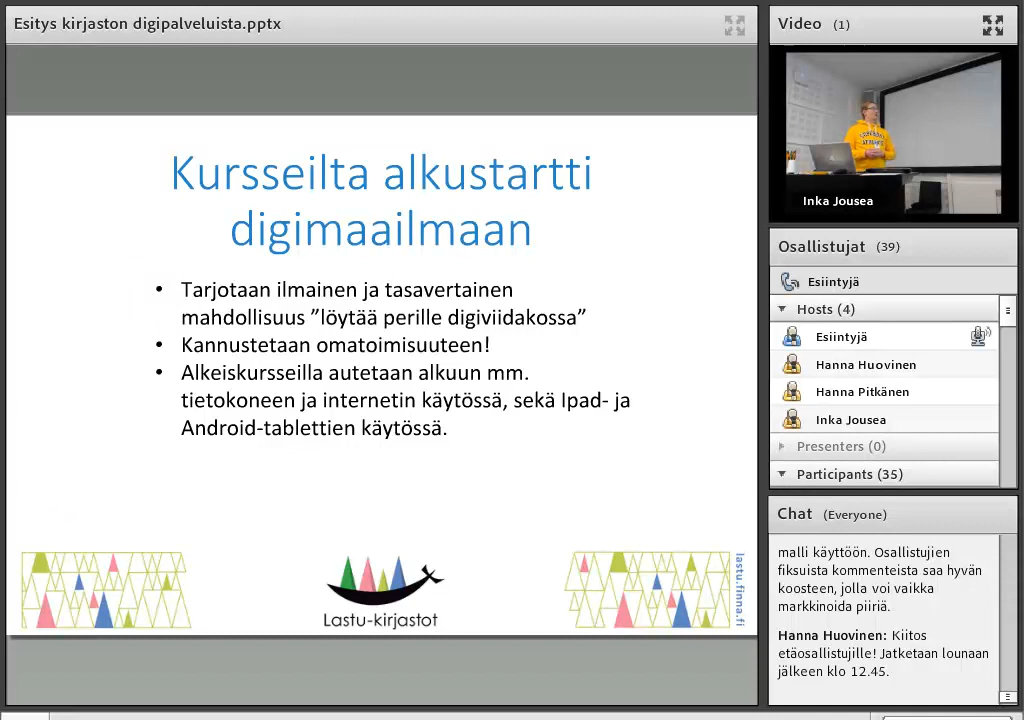 Esitys kirjaston digipalveluista.pptx
Kursseilta alkustartti
digimaailmaan
• Tarjotaan ilmainen ja tasavertainen
mahdollisuus ”löytää perille digiviidakossa”
• Kannustetaan omatoimisuuteen!
• Alkeiskursseilla autetaan alkuun mm.
tietokoneen ja internetin käytössä, sekä Ipad- ja
Android-tablettien käytössä.
Lastu-kirjastot
lastu.finna.fi
Video (1)
Inka Jousea
Osallistujat (39)
Esiintyjä
Hosts (4)
Esiintyjä
Hanna Huovinen
Hanna Pitkänen
Inka Jousea
Presenters (0)
Participants (35)
Chat (Everyone)
malli käyttöön. Osallistujien
fiksuista kommenteista saa hyvän
koosteen, jolla voi vaikka
markkinoida piiriä.
Hanna Huovinen: Kiitos
etäosallistujille! Jatketaan lounaan
jälkeen klo 12.45.